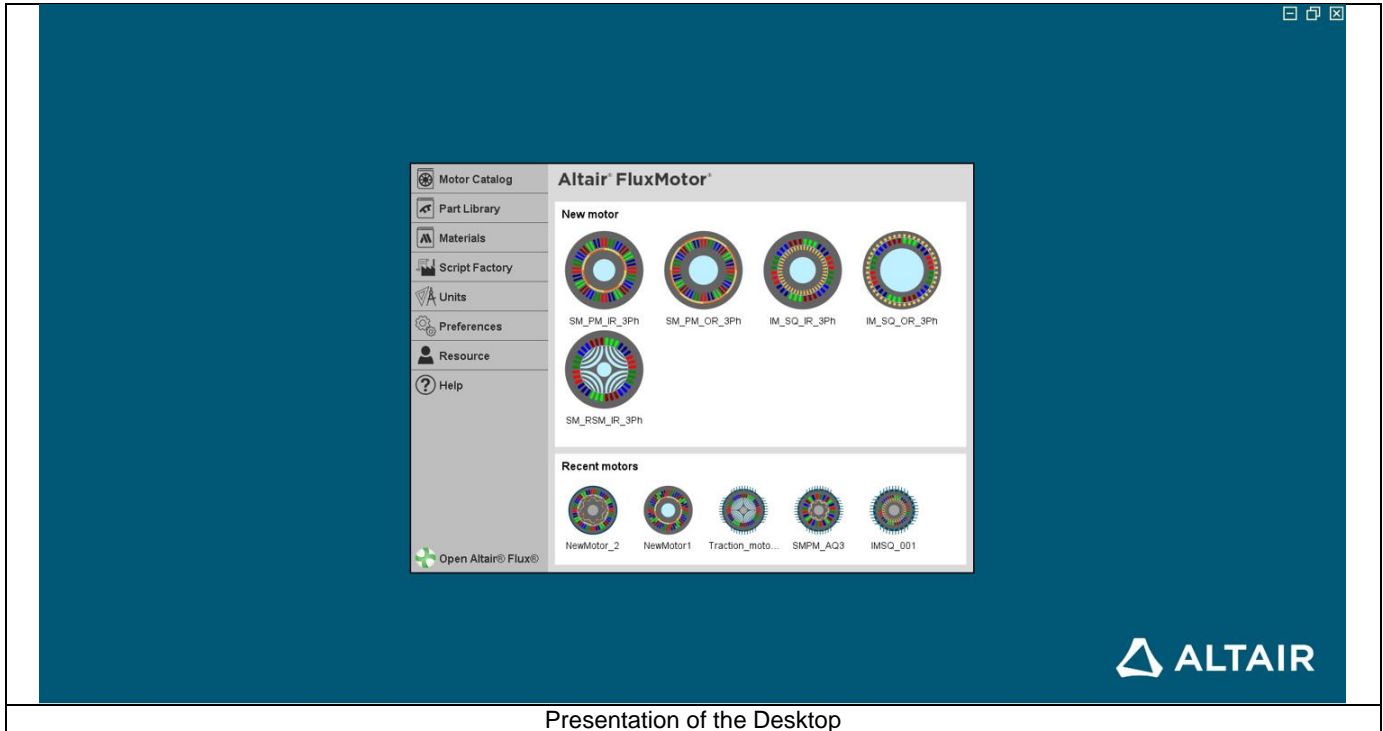 Motor Catalog
Part Library
Materials
Script Factory
Units
Preferences
Resource
Help
Open Altair® Flux®
Altair® FluxMotor®
New motor
SM_PM_IR_3Ph SM_PM_OR_3Ph IM_SQ_IR_3Ph IM_SQ_OR_3Ph
SM_RSM_IR_3Ph
Recent motors
NewMotor_2 NewMotor1 Traction_moto... SMPM_AQ3 IMSQ_001
ALTAIR
Presentation of the Desktop